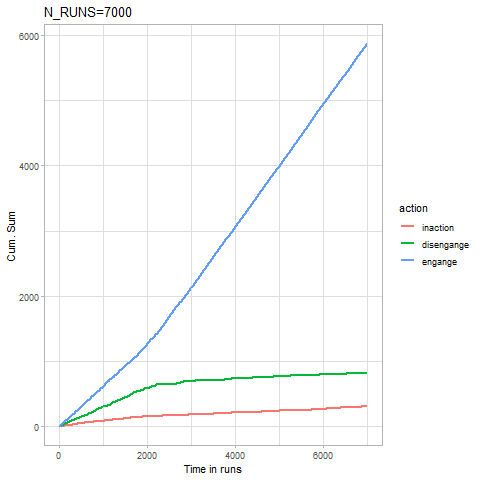 N_RUNS=7000
Cum. Sum
6000
4000
2000
0
0 2000 4000 6000
Time in runs
action
inaction
disengange
engange